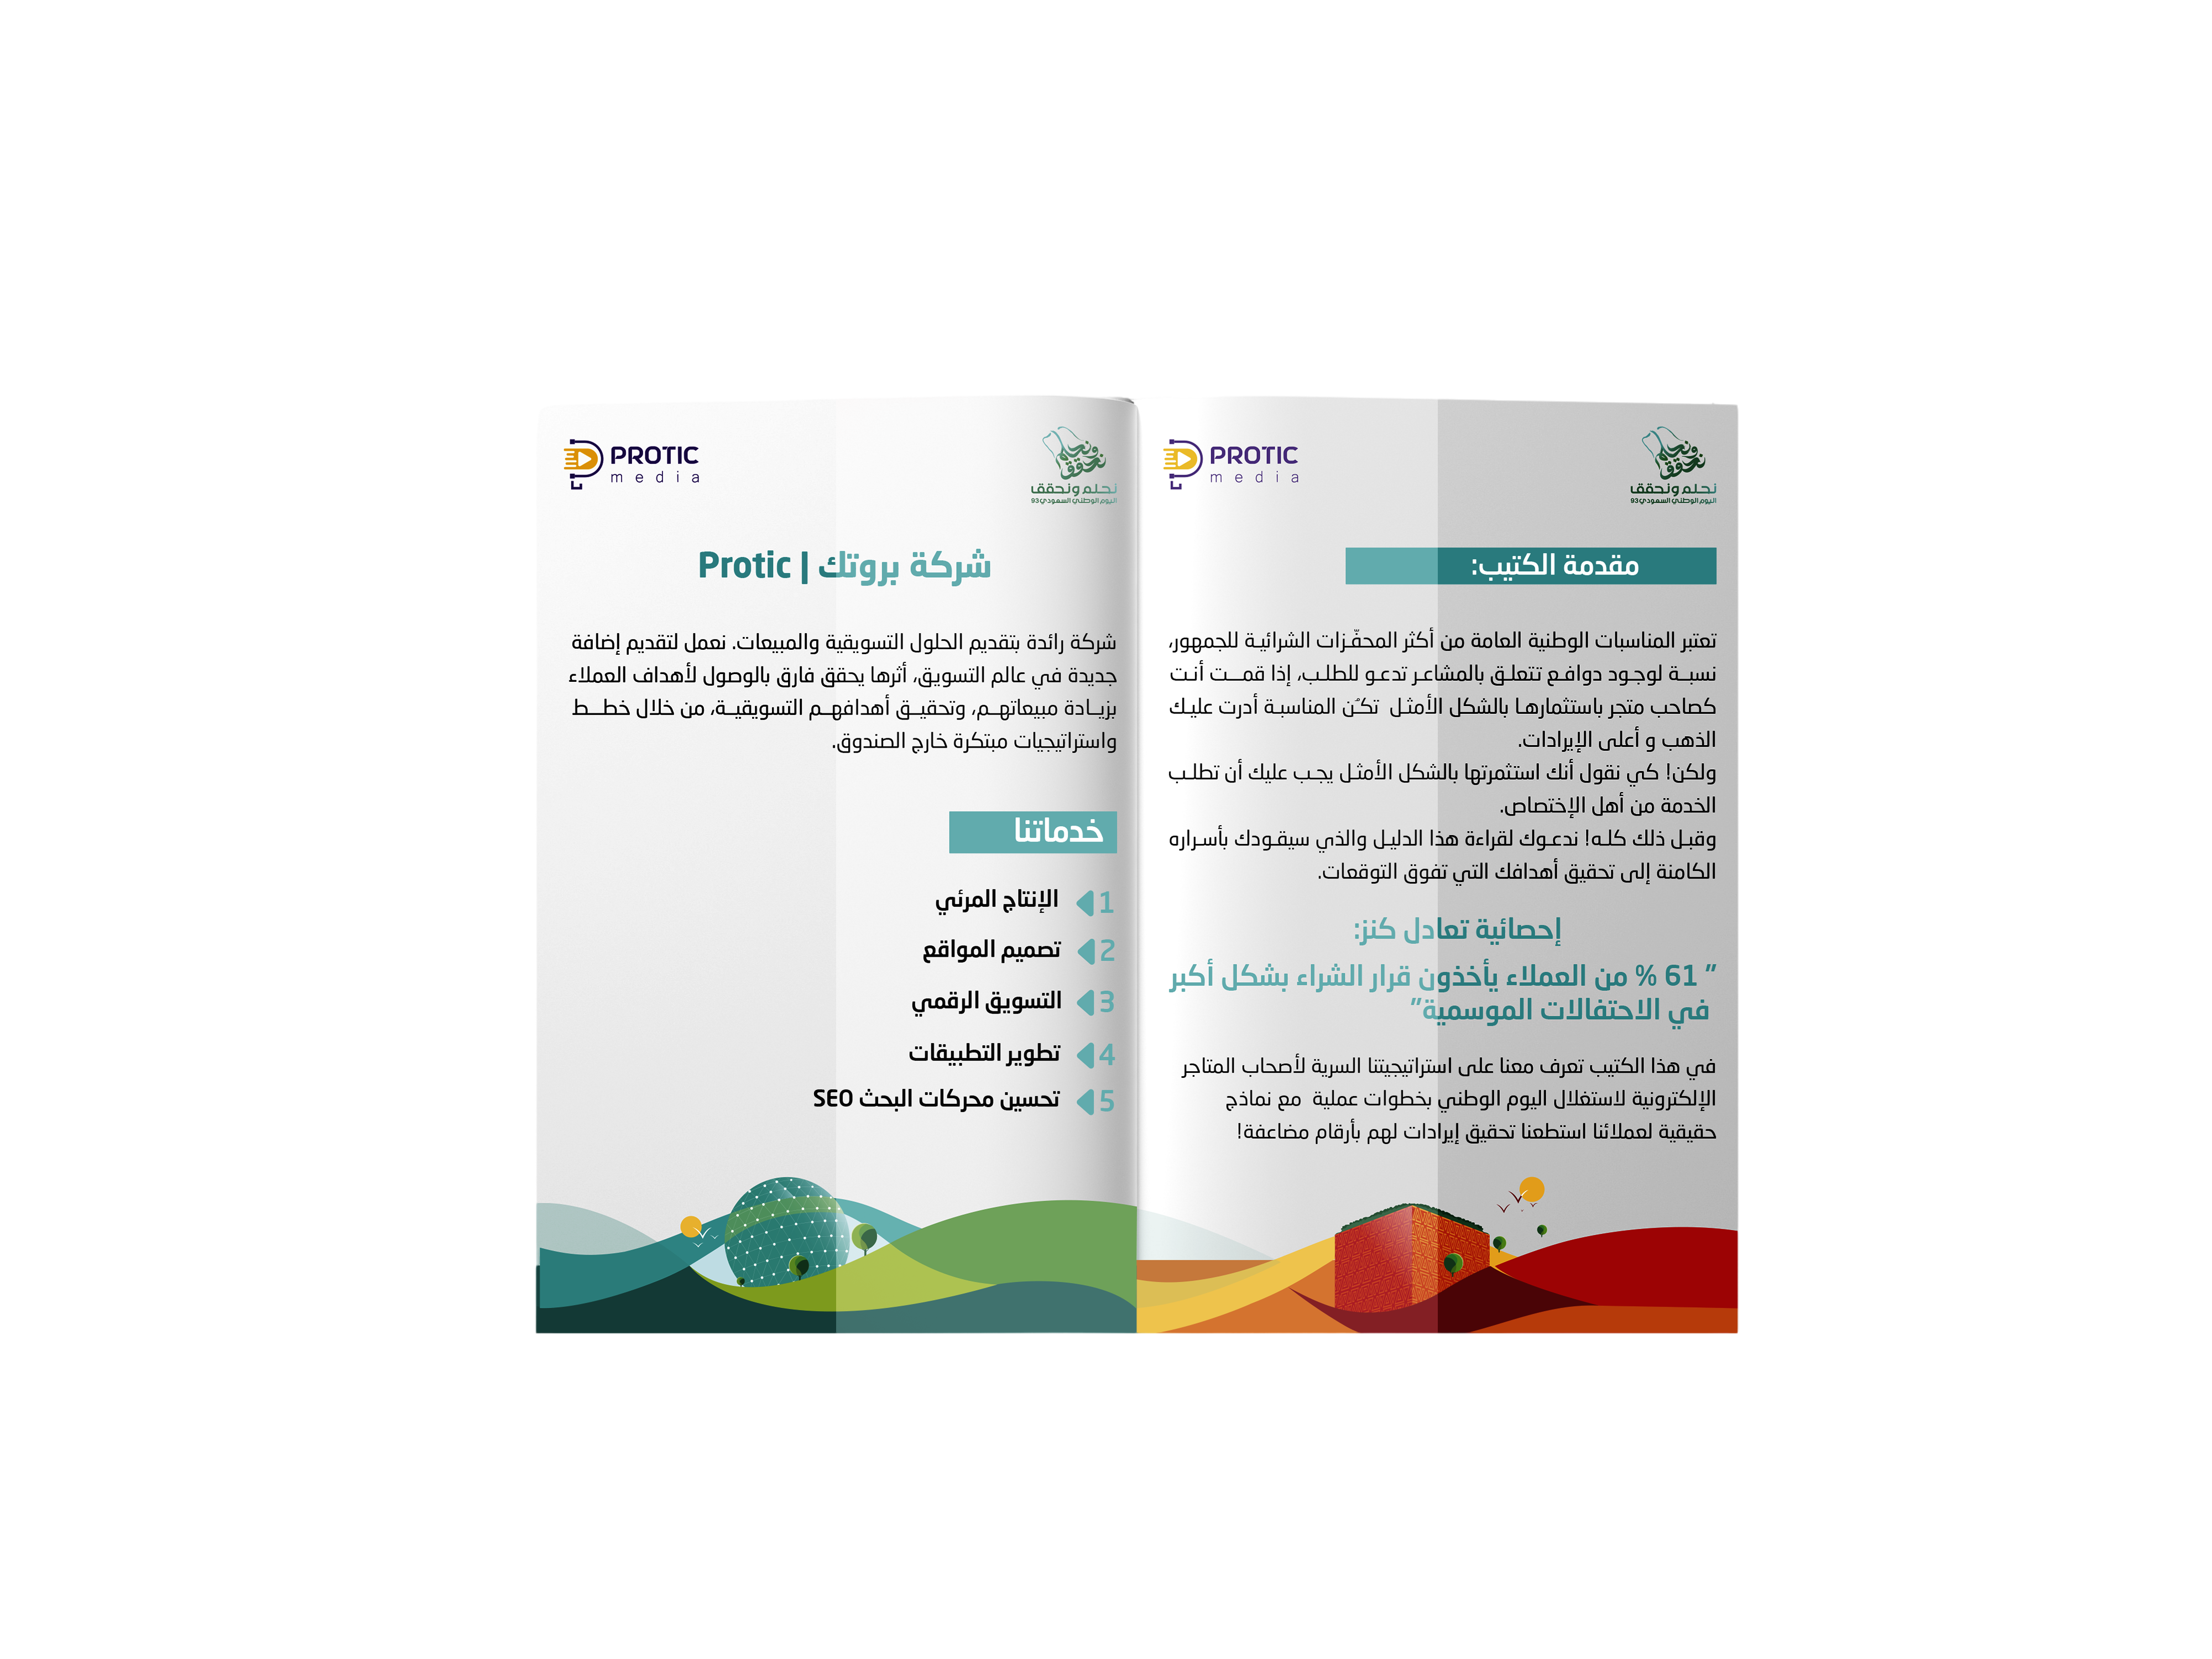 نحلم ونحقق
نحلم ونحقق
اليوم الوطني السعودي 93
PROTIC
media
مقدمة الكتيب:
تعتبر المناسبات الوطنية العامة من أكثر المحفّزات الشرائية للجمهور،
نسبة لوجود دوافع تتعلق بالمشاعر تدعو للطلب، إذا قمت أنت
كصاحب متجر باستثمارها بالشكل الأمثل تكن المناسبة أدرت عليك
الذهب و أعلى الإيرادات.
ولكن! كي نقول أنك استثمرتها بالشكل الأمثل يجب عليك أن تطلب
الخدمة من أهل الإختصاص.
وقبل ذلك كله! ندعوك لقراءة هذا الدليل والذي سيقودك بأسراره
الكامنة إلى تحقيق أهدافك التي تفوق التوقعات.
إحصائية تعادل كنز:
" 61 % من العملاء يأخذون قرار الشراء بشكل أكبر
في الاحتفالات الموسمية"
في هذا الكتيب تعرف معنا على استراتيجيتنا السرية لأصحاب المتاجر
الإلكترونية لاستغلال اليوم الوطني بخطوات عملية مع نماذج
حقيقية لعملائنا استطعنا تحقيق إيرادات لهم بأرقام مضاعفة!
نحلم ونحقق
نحلم ونحقق
اليوم الوطني السعودي 93
PROTIC
media
شركة بروتك | Protic
شركة رائدة بتقديم الحلول التسويقية والمبيعات. نعمل لتقديم إضافة
جديدة في عالم التسويق، أثرها يحقق فارق بالوصول لأهداف العملاء
بزيادة مبيعاتهم، وتحقيق أهدافهم التسويقية، من خلال خطط
واستراتيجيات مبتكرة خارج الصندوق.
خدماتنا
1 الإنتاج المرئي
2 تصميم المواقع
3 التسويق الرقمي
4 تطوير التطبيقات
5 تحسين محركات البحث SEO